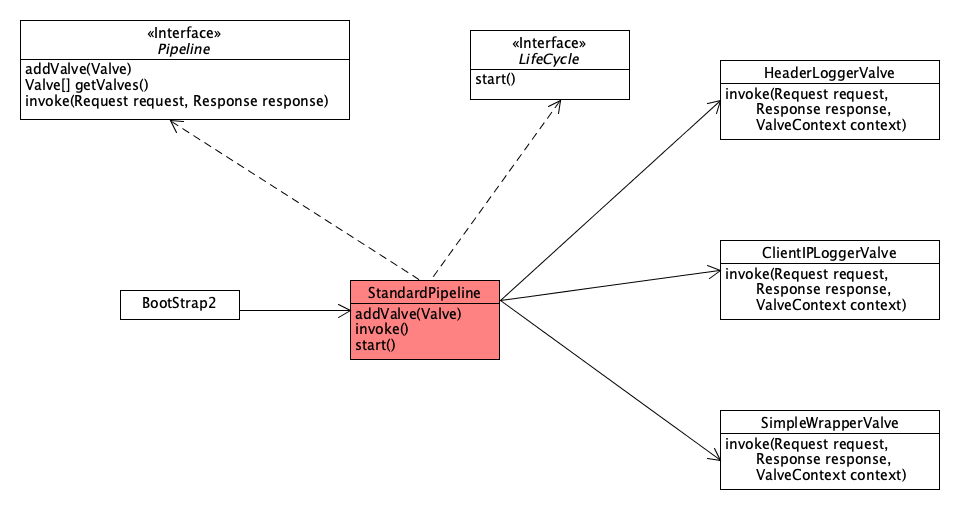 «Interface»
Pipeline
addValve(Valve)
Valve[] getValves()
invoke(Request request, Response response)
«Interface»
LifeCycle
start()
HeaderLoggerValve
invoke(Request request,
Response response,
ValveContext context)
ClientIPLoggerValve
invoke(Request request,
Response response,
ValveContext context)
BootStrap2
StandardPipeline
addValve(Valve)
invoke()
start()
SimpleWrapperValve
invoke(Request request,
Response response,
ValveContext context)